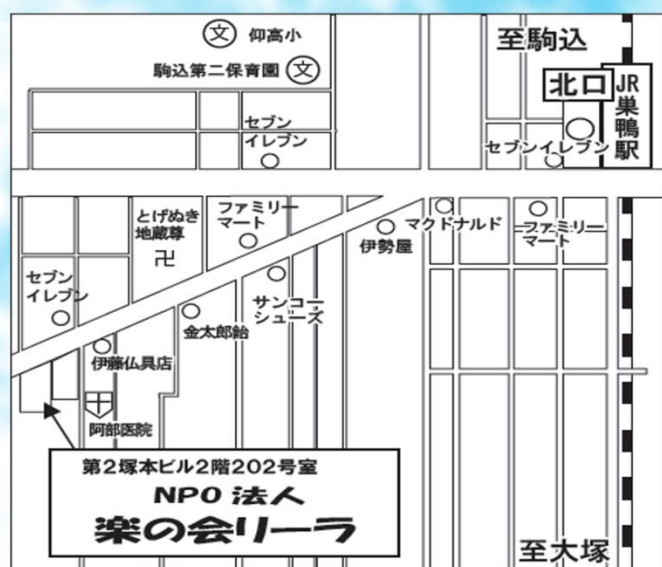 文 仰高小
駒込第二保育園 文
至駒込
北口
JR巣鴨駅
セブン
イレブン
セブンイレブン
とげぬき
地蔵尊
卍
ファミリー
マート
伊勢屋
マクドナルド
ファミリー
マート
セブン
イレブン
サンコー
シューズ
金太郎飴
伊藤仏具店
阿部医院
第2塚本ビル2階202号室
NPO 法人
楽の会リーラ
至大塚